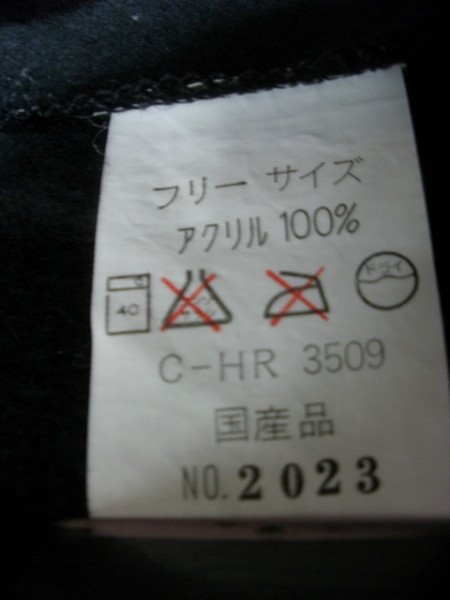 フリー サイズ
アクリル 100%
40 ドライ
C-HR 3509
国産品
NO. 2023